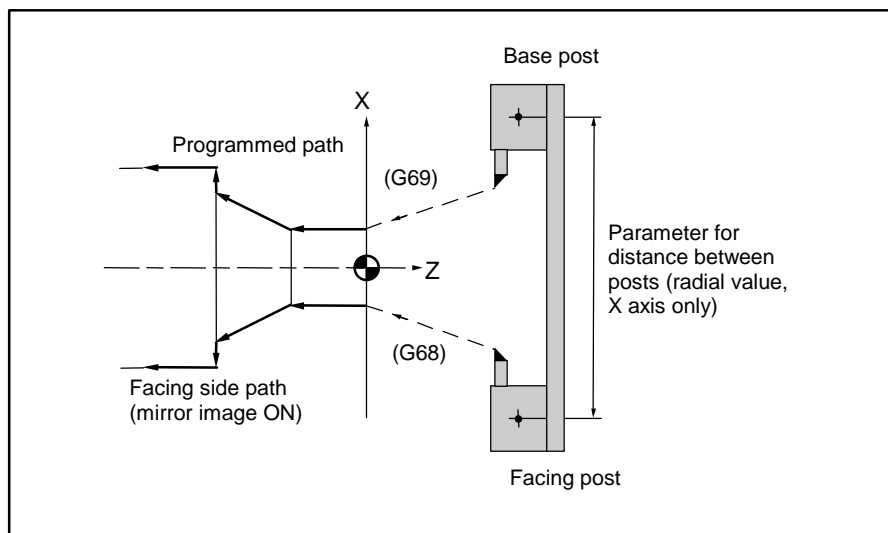 Base post
X
Programmed path
(G69)
Parameter for
distance between
posts (radial value,
X axis only)
Z
(G68)
Facing side path
(mirror image ON)
Facing post